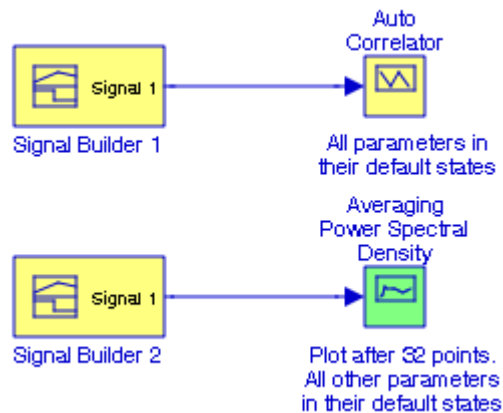 Auto
Correlator
Signal 1
Signal Builder 1
All parameters in
their default states
Averaging
Power Spectral
Density
Signal 1
Signal Builder 2
Plot after 32 points.
All other parameters
in their default states